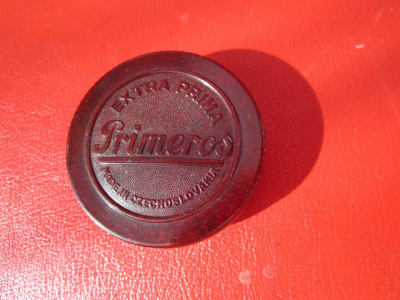 EXTRA PRIMA
Primeros
MADE IN CZECHOSLOVAKIA